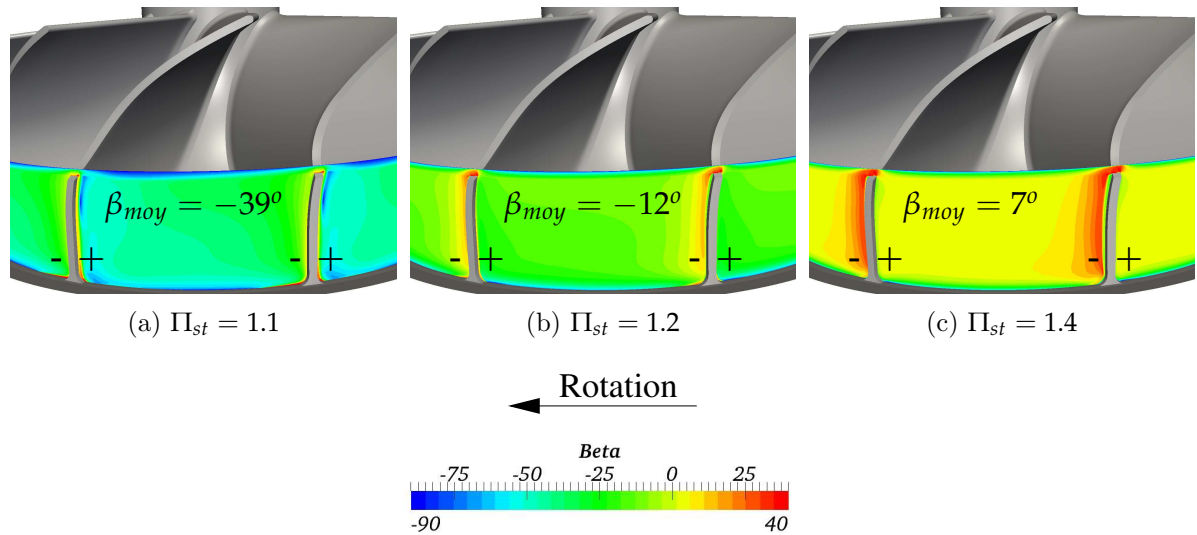 β_moy = −39° β_moy = −12° β_moy = 7°
- + - + - + - + - + - +
(a) Π_st = 1.1 (b) Π_st = 1.2 (c) Π_st = 1.4
Rotation
Beta
-75 -50 -25 0 25
-90 40